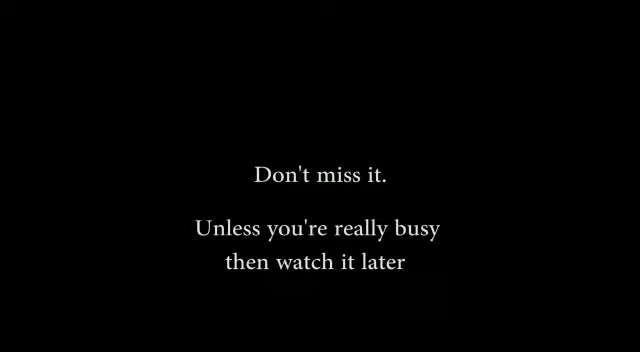 Don't miss it.
Unless you're really busy
then watch it later